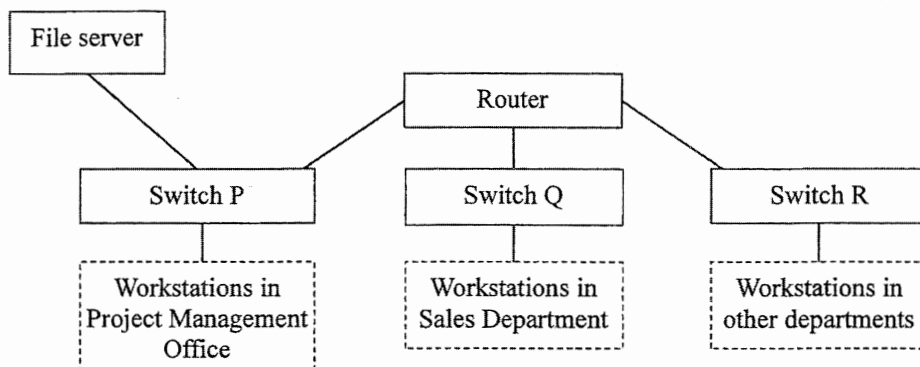 File server
Router
Switch P
Switch Q
Switch R
Workstations in
Project Management
Office
Workstations in
Sales Department
Workstations in
other departments